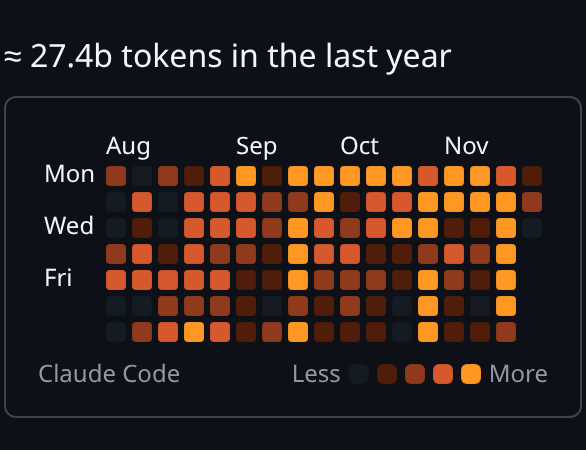 ≈ 27.4b tokens in the last year
Aug Sep Oct Nov
Mon
Wed
Fri
Claude Code Less More